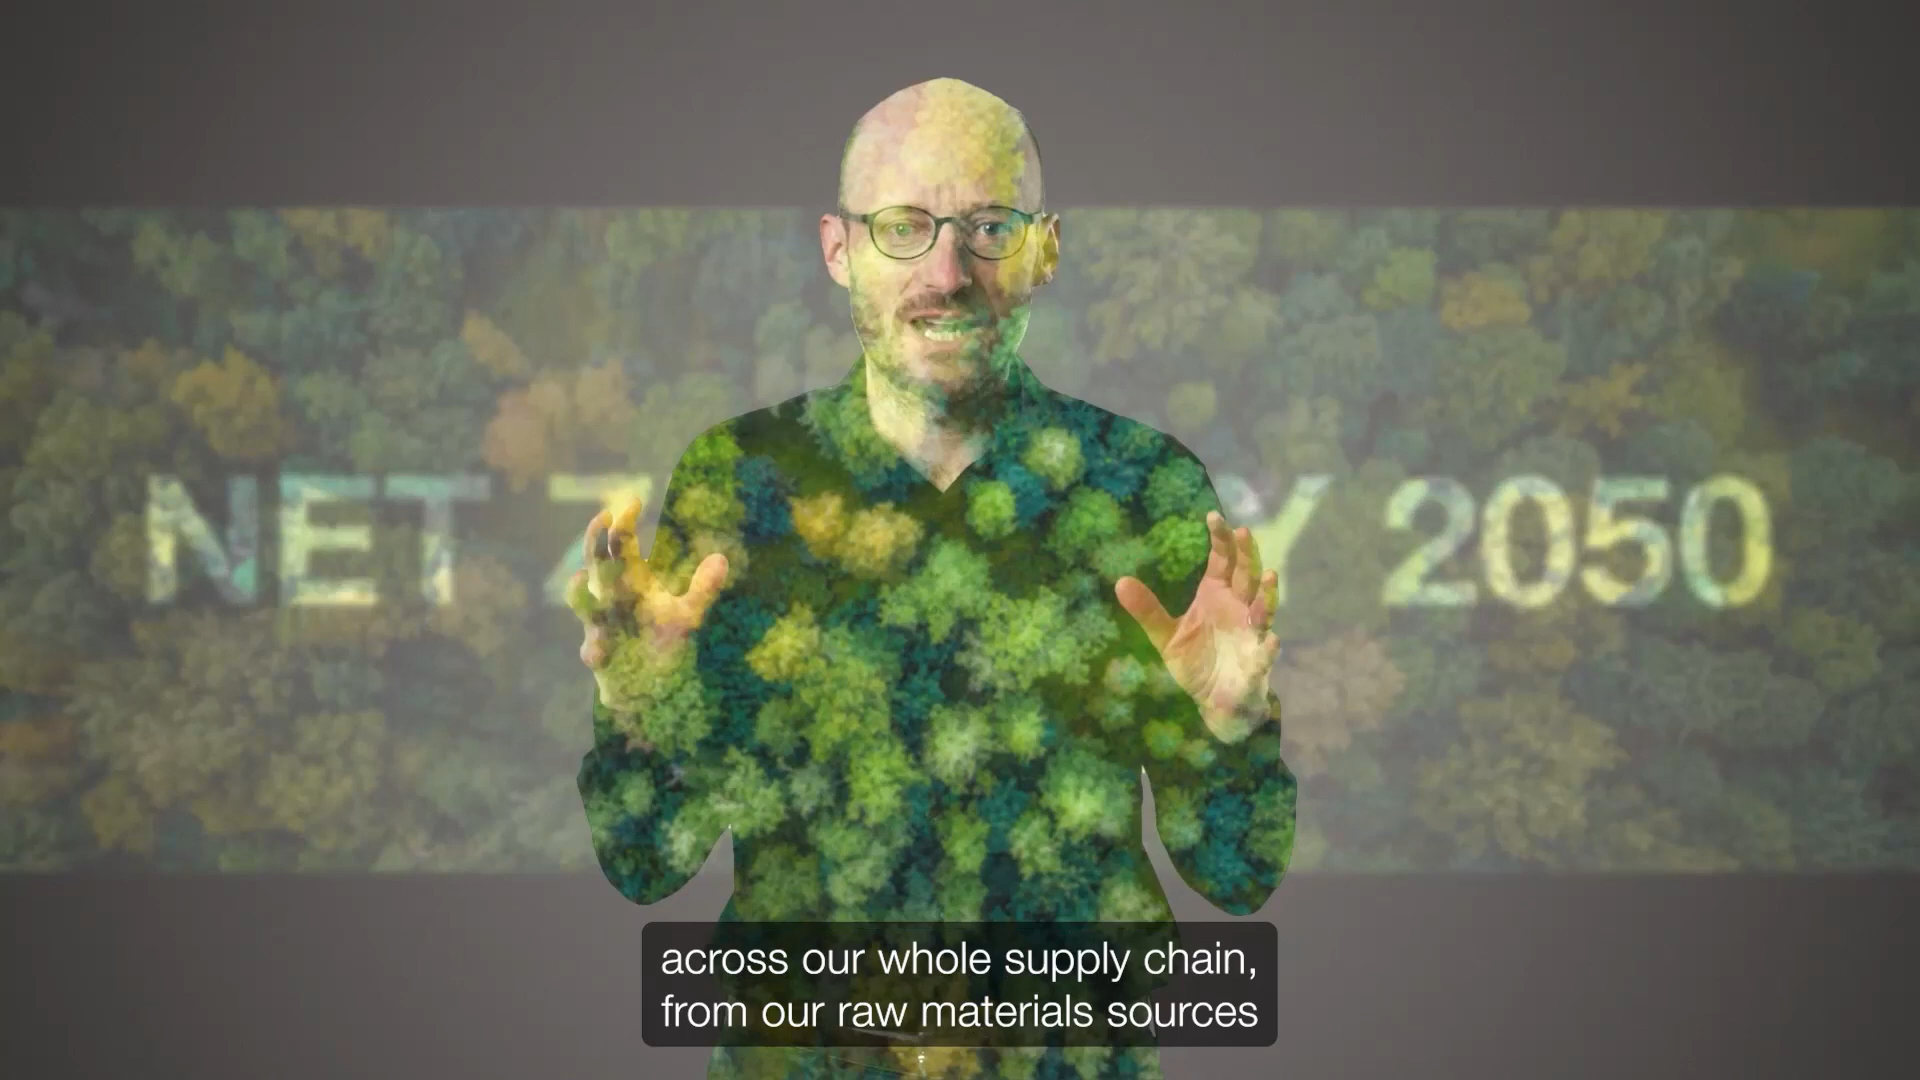 NET Z Y 2050
across our whole supply chain,
from our raw materials sources